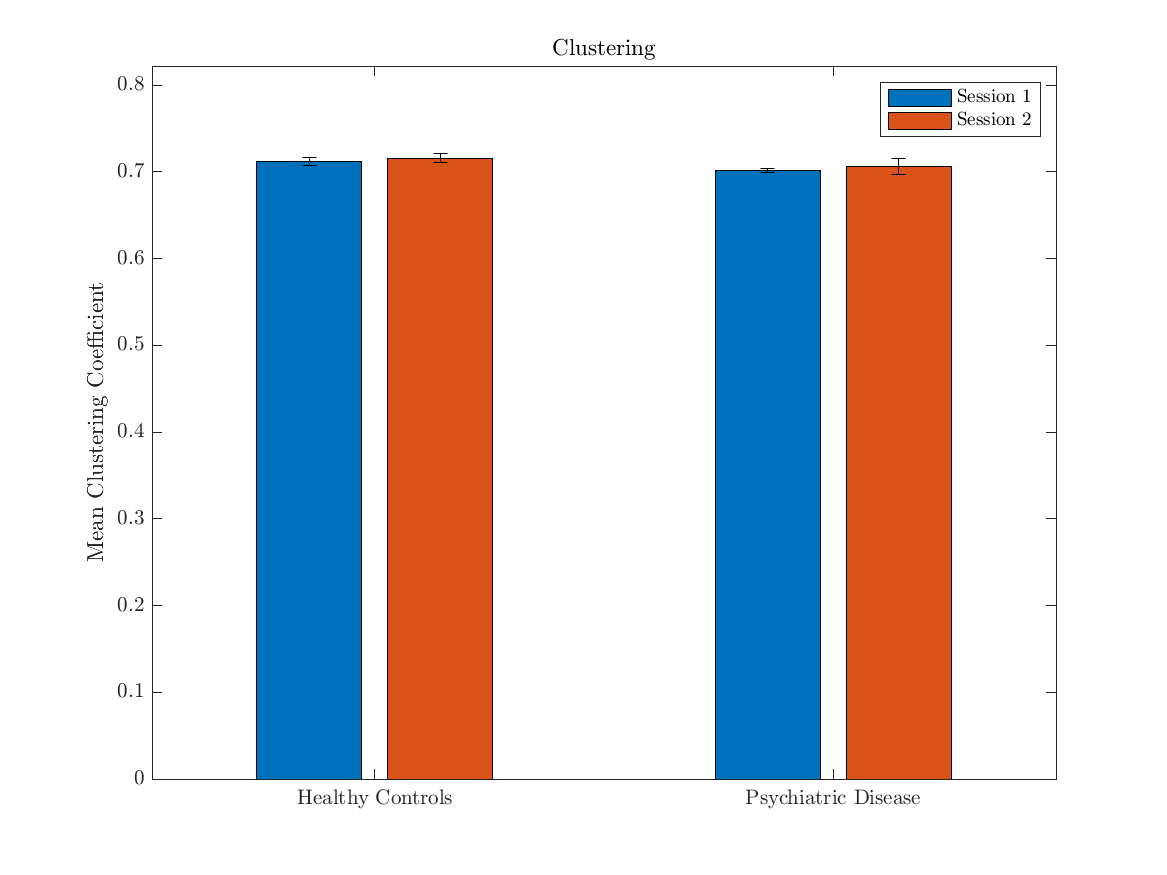 Clustering
Session 1
Session 2
0.8
0.7
0.6
0.5
0.4
0.3
0.2
0.1
0
Mean Clustering Coefficient
Healthy Controls
Psychiatric Disease